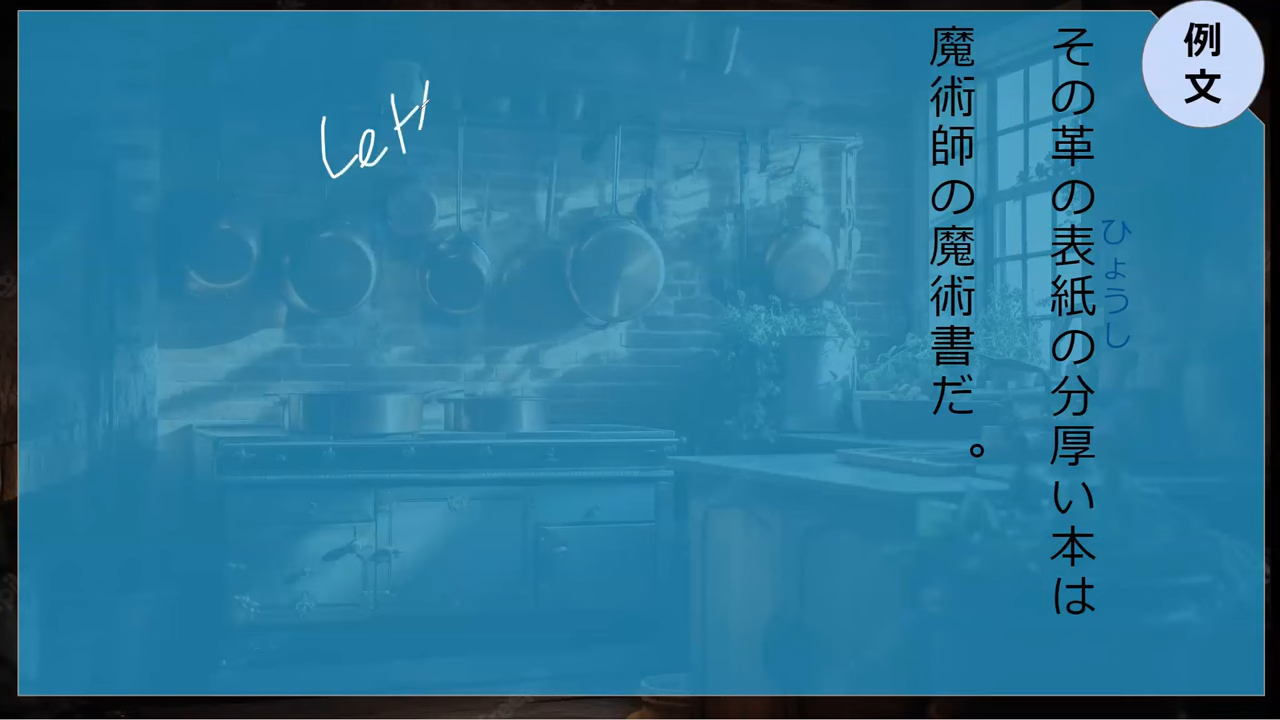 例文
その革の表紙の分厚い本は
ひょうし
魔術師の魔術書だ。